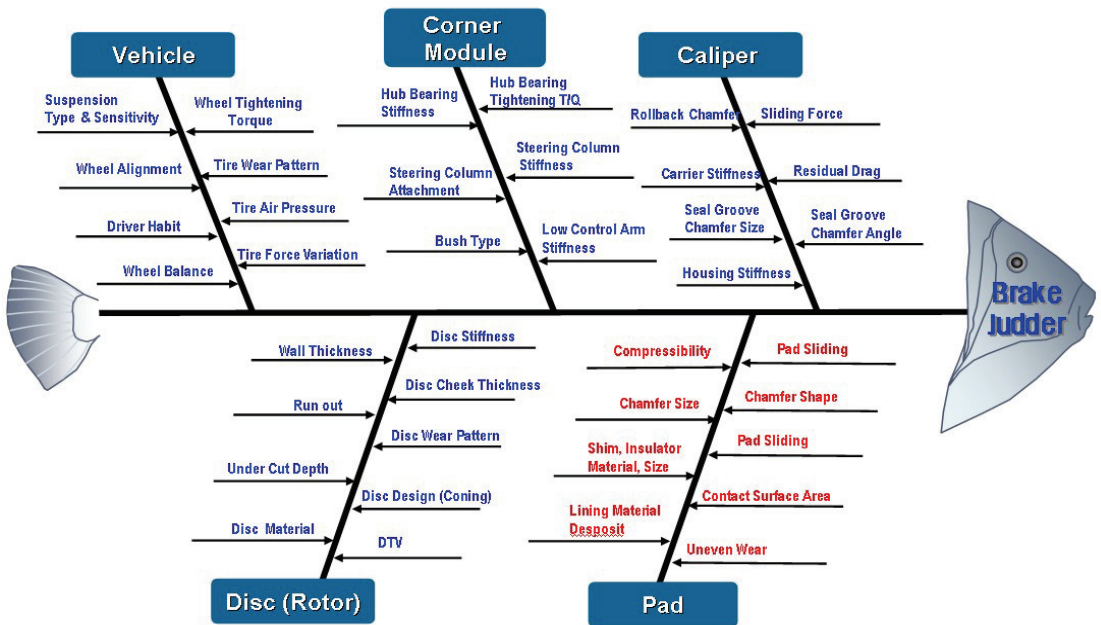 Vehicle
Corner
Module
Caliper
Suspension
Type & Sensitivity
Wheel Tightening
Torque
Wheel Alignment
Tire Wear Pattern
Driver Habit
Tire Air Pressure
Wheel Balance
Tire Force Variation
Hub Bearing
Stiffness
Hub Bearing
Tightening T/Q
Steering Column
Attachment
Steering Column
Stiffness
Bush Type
Low Control Arm
Stiffness
Rollback Chamfer
Sliding Force
Carrier Stiffness
Residual Drag
Seal Groove
Chamfer Size
Seal Groove
Chamfer Angle
Housing Stiffness
Brake
Judder
Wall Thickness
Disc Stiffness
Run out
Disc Cheek Thickness
Disc Wear Pattern
Under Cut Depth
Disc Design (Coning)
Disc Material
DTV
Compressibility
Pad Sliding
Chamfer Size
Chamfer Shape
Shim, Insulator
Material, Size
Pad Sliding
Lining Material
Desposit
Contact Surface Area
Uneven Wear
Disc (Rotor)
Pad